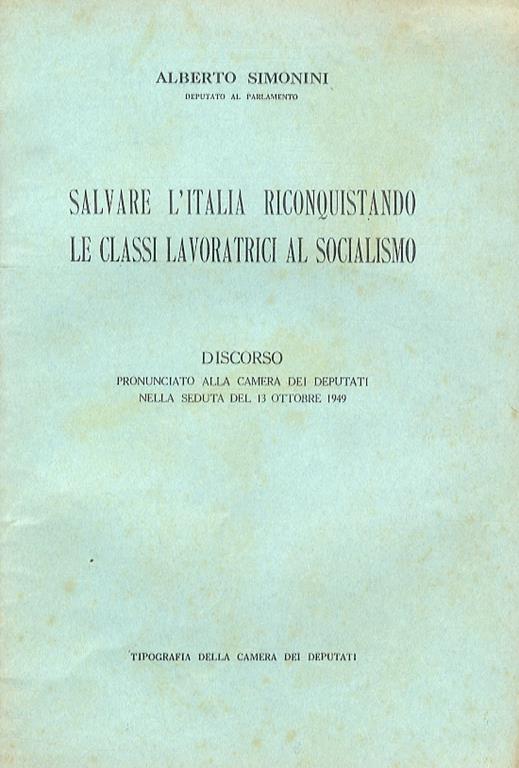 ALBERTO SIMONINI
DEPUTATO AL PARLAMENTO
SALVARE L'ITALIA RICONQUISTANDO
LE CLASSI LAVORATRICI AL SOCIALISMO
DISCORSO
PRONUNCIATO ALLA CAMERA DEI DEPUTATI
NELLA SEDUTA DEL 13 OTTOBRE 1949
TIPOGRAFIA DELLA CAMERA DEI DEPUTATI